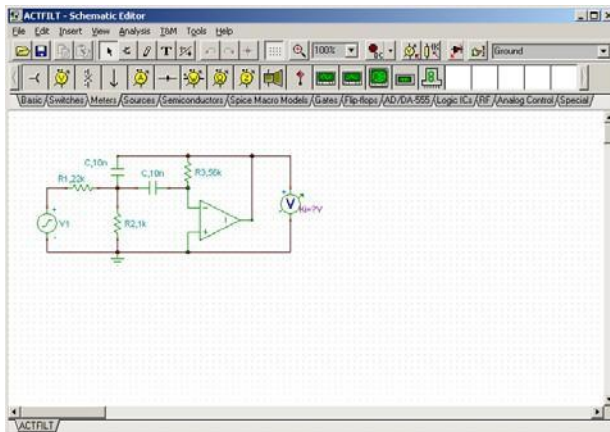 ACTFILT - Schematic Editor
File Edit Insert View Analysis T&M Tools Help
100%
DC
Ground
Basic Switches Meters Sources Semiconductors Spice Macro Models Gates Flip-flops AD/DA-555 Logic ICs RF Analog Control Special
C,10n
C,10n
R3,56k
R1,22k
V1
R2,1k
V
ACTFILT